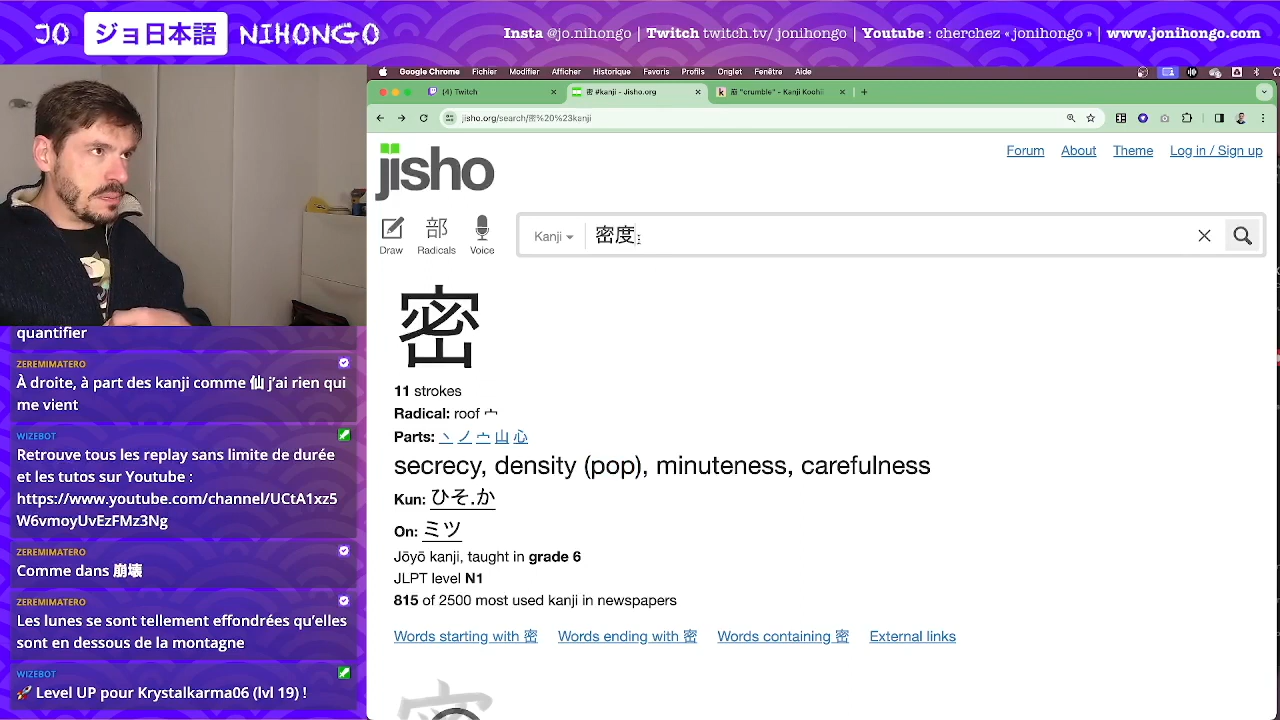 JO ジョ日本語 NIHONGO
Insta @jo.nihongo | Twitch twitch.tv/ jonihongo | Youtube : cherchez « jonihongo » | www.jonihongo.com
Google Chrome Fichier Modifier Afficher Historique Favoris Profils Onglet Fenêtre Aide
(4) Twitch
密 #kanji - Jisho.org
"crumble" - Kanji Koohii
jisho.org/search/密%20%23kanji
Forum About Theme Log in / Sign up
jisho
Draw 部 Radicals Voice
Kanji 密度
密
11 strokes
Radical: roof 宀
Parts: 丶 ノ 宀 山 心
secrecy, density (pop), minuteness, carefulness
Kun: ひそ.か
On: ミツ
Jōyō kanji, taught in grade 6
JLPT level N1
815 of 2500 most used kanji in newspapers
Words starting with 密 Words ending with 密 Words containing 密 External links
quantifier
ZEREMIMATERO
À droite, à part des kanji comme 仙 j'ai rien qui
me vient
WIZEBOT
Retrouve tous les replay sans limite de durée
et les tutos sur Youtube :
https://www.youtube.com/channel/UCtA1xz5
W6vmoyUvEzFMz3Ng
ZEREMIMATERO
Comme dans 崩壊
ZEREMIMATERO
Les lunes se sont tellement effondrées qu'elles
sont en dessous de la montagne
WIZEBOT
🚀 Level UP pour Krystalkarma06 (lvl 19) !